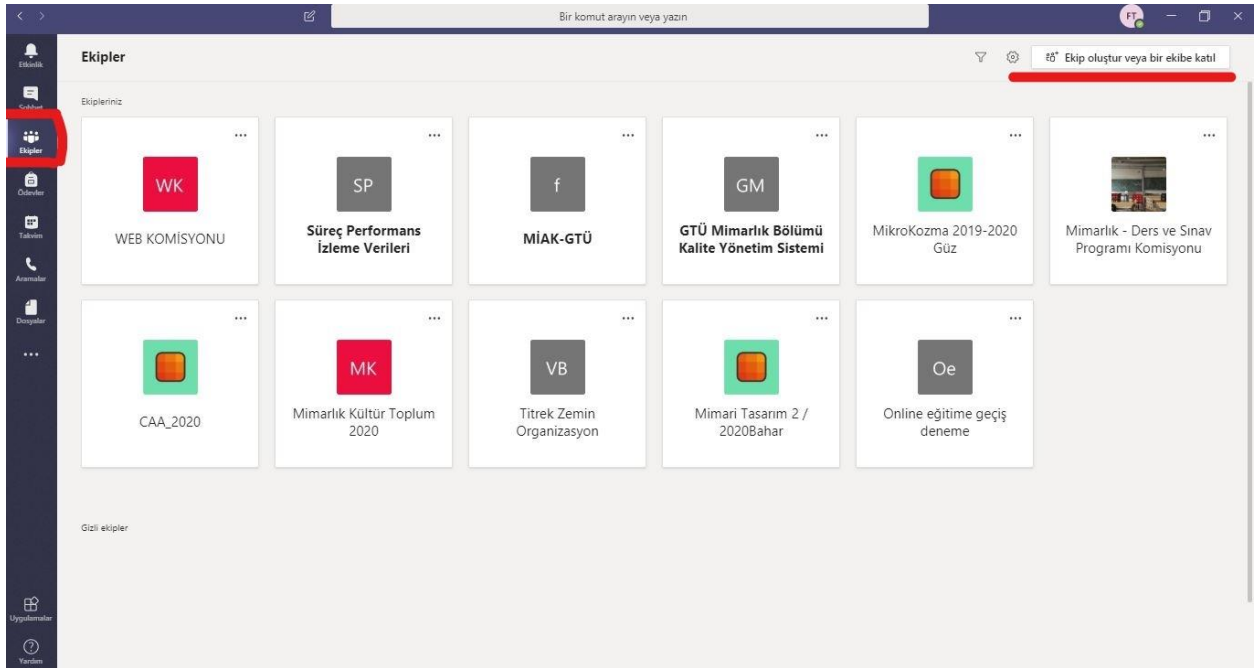 Bir komut arayın veya yazın
FT
Etkinlik
Sohbet
Ekipler
Ödevler
Takvim
Aramalar
Dosyalar
Uygulamalar
Yardım
Ekipler
Ekip oluştur veya bir ekibe katıl
Ekipleriniz
WK
WEB KOMİSYONU
SP
Süreç Performans
İzleme Verileri
f
MİAK-GTÜ
GM
GTÜ Mimarlık Bölümü
Kalite Yönetim Sistemi
MikroKozma 2019-2020
Güz
Mimarlık - Ders ve Sınav
Programı Komisyonu
CAA_2020
MK
Mimarlık Kültür Toplum
2020
VB
Titrek Zemin
Organizasyon
Mimari Tasarım 2 /
2020Bahar
Oe
Online eğitime geçiş
deneme
Gizli ekipler